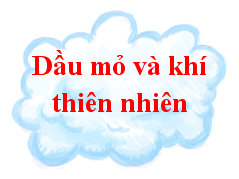 Dầu mỏ và khí
thiên nhiên